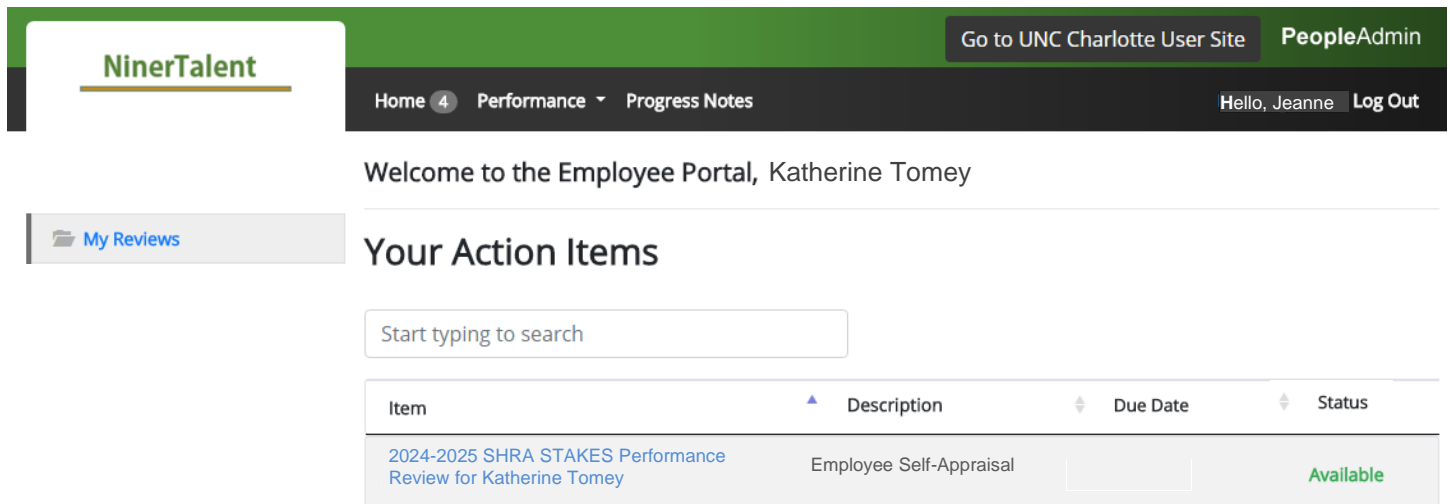 Go to UNC Charlotte User Site PeopleAdmin
NinerTalent
Home 4 Performance Progress Notes Hello, Jeanne Log Out
Welcome to the Employee Portal, Katherine Tomey
My Reviews
Your Action Items
Start typing to search
Item Description Due Date Status
2024-2025 SHRA STAKES Performance
Review for Katherine Tomey
Employee Self-Appraisal
Available